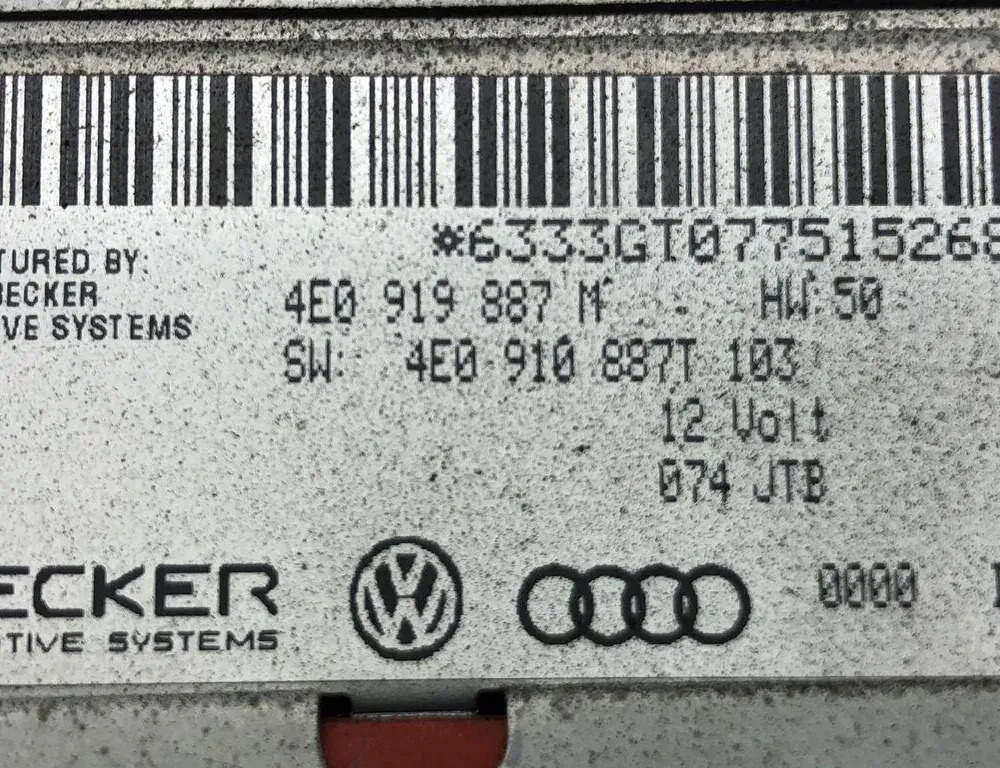 *6333GT077515268
TURED BY:
BECKER
VE SYSTEMS
4E0 919 887 M HW:50
SW: 4E0 910 887T 103
12 Volt
074 JTB
ECKER
TIVE SYSTEMS
0000